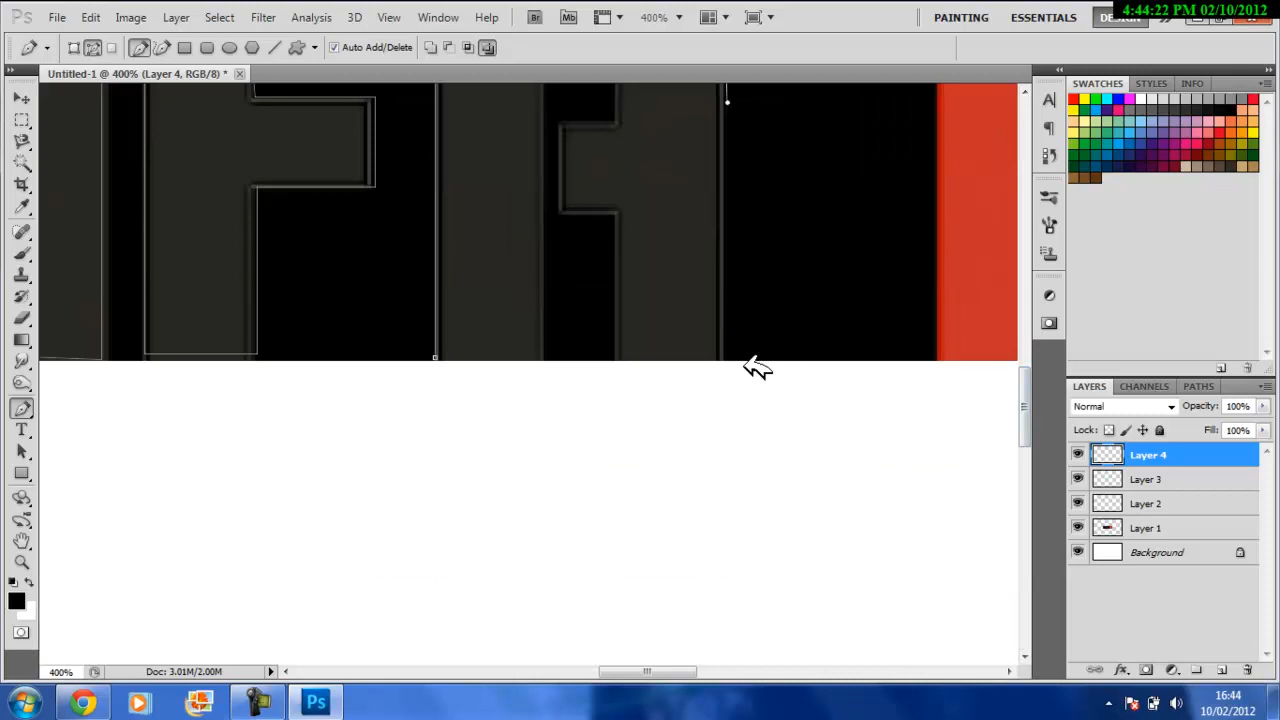 4:44:22 PM 02/10/2012
Ps File Edit Image Layer Select Filter Analysis 3D View Window Help Br Mb 400% PAINTING ESSENTIALS DESIGN
Auto Add/Delete
Untitled-1 @ 400% (Layer 4, RGB/8) *
SWATCHES STYLES INFO
LAYERS CHANNELS PATHS
Normal Opacity: 100%
Lock: Fill: 100%
Layer 4
Layer 3
Layer 2
Layer 1
Background
400% Doc: 3.01M/2.00M
Ps
16:44
10/02/2012